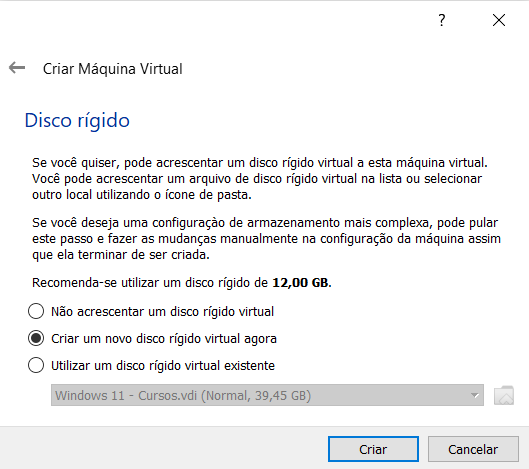 ?
Criar Máquina Virtual
Disco rígido
Se você quiser, pode acrescentar um disco rígido virtual a esta máquina virtual.
Você pode acrescentar um arquivo de disco rígido virtual na lista ou selecionar
outro local utilizando o ícone de pasta.
Se você deseja uma configuraçào de armazenamento mais complexa, pode pular
este passo e fazer as mudanças manualmente na configuração da máquina assim
que ela terminar de ser criada.
Recomenda-se utilizar um disco rígido de 12,00 GB.
Não acrescentar um disco rígido virtual
Criar um novo disco rígido virtual agora
Utilizar um disco rígido virtual existente
Windows 11 - Cursos.vdi (Normal, 39,45 GB)
Criar
Cancelar